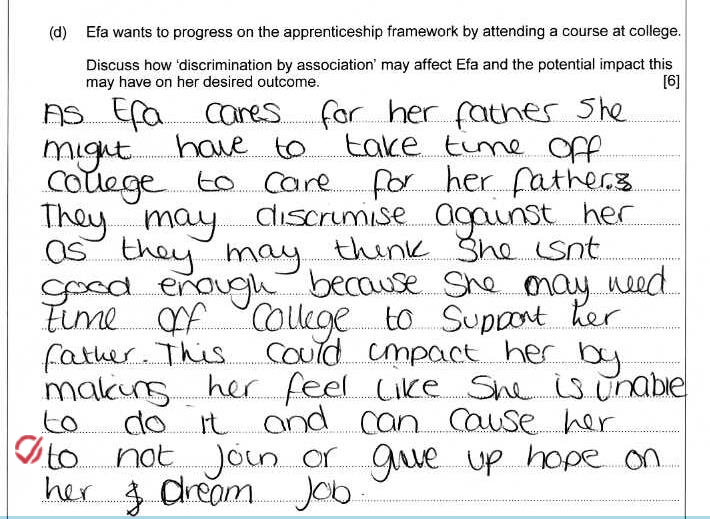 (d) Efa wants to progress on the apprenticeship framework by attending a course at college.
Discuss how 'discrimination by association' may affect Efa and the potential impact this
may have on her desired outcome. [6]
As Efa cares for her father she
might have to take time off
college to care for her father.
They may discrimise against her
as they may think she isnt
good enough because she may need
time off college to support her
father. This could impact her by
making her feel like she is unable
to do it and can cause her
to not join or give up hope on
her dream job.